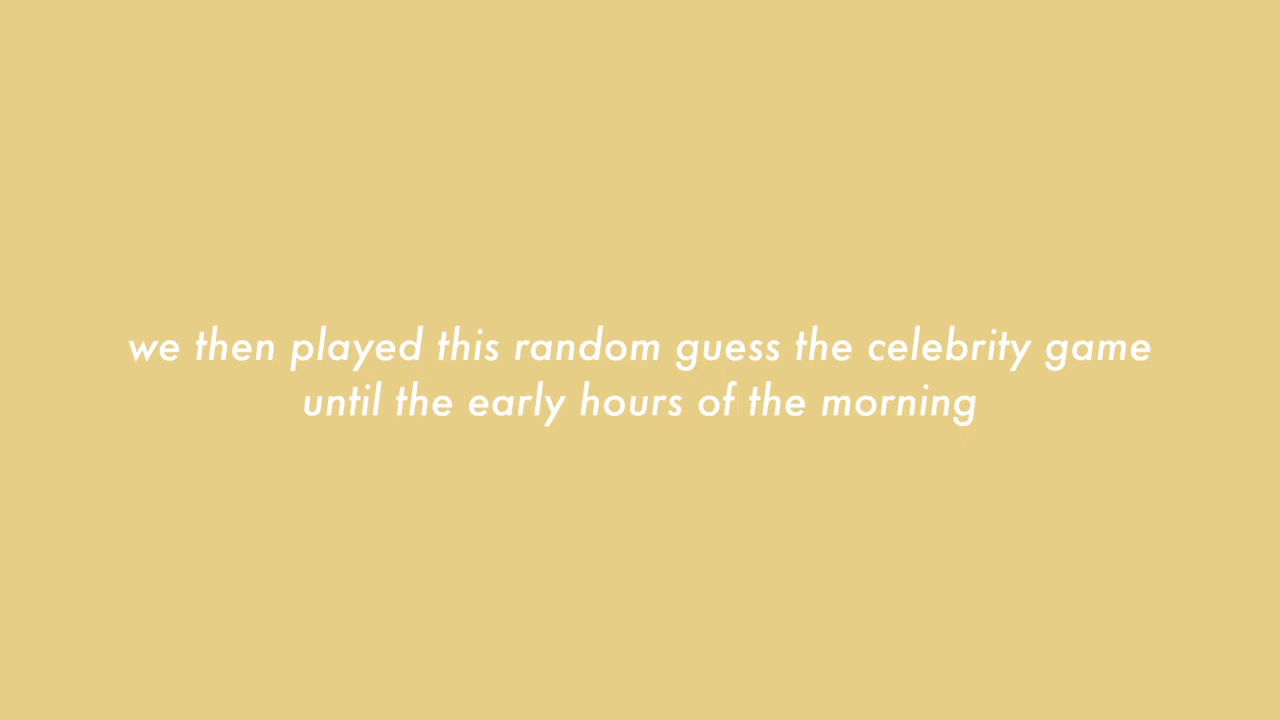 we then played this random guess the celebrity game
until the early hours of the morning